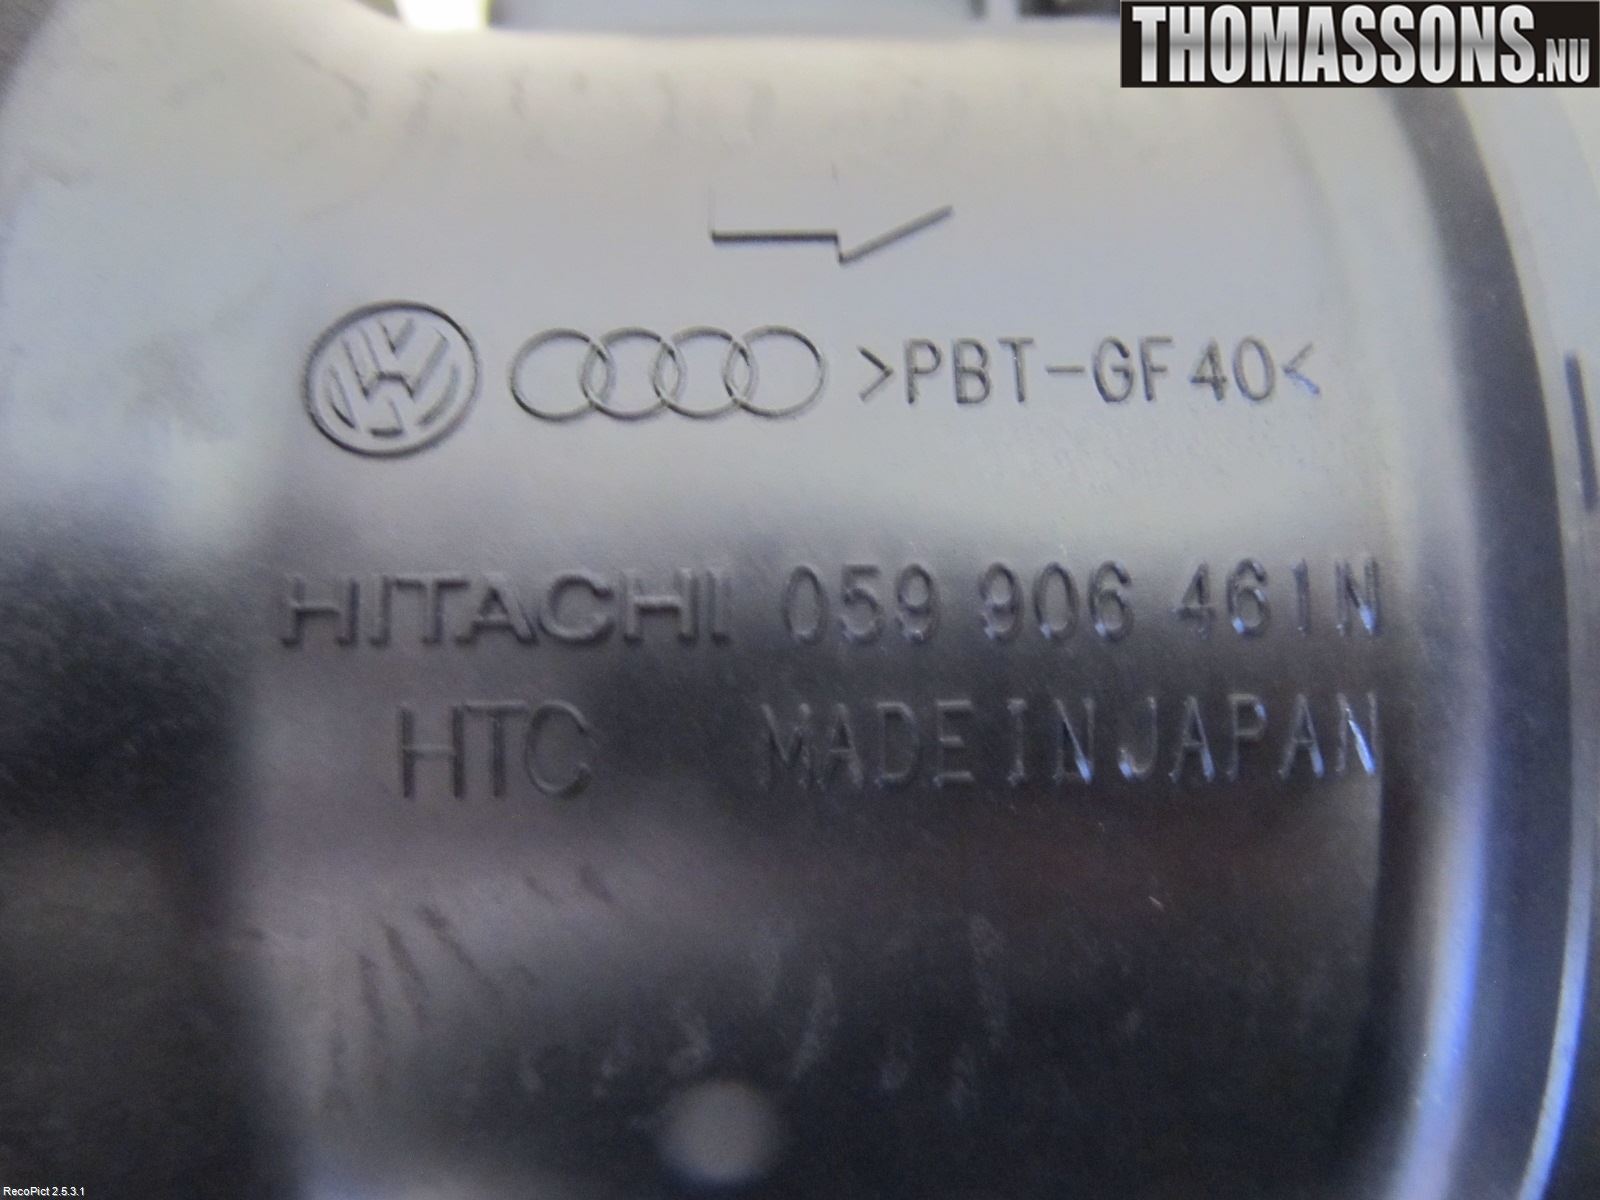 THOMASSONS.NU
>PBT-GF40<
HITACHI 059 906 461N
HTC MADE IN JAPAN
RecoPict 2.5.3.1